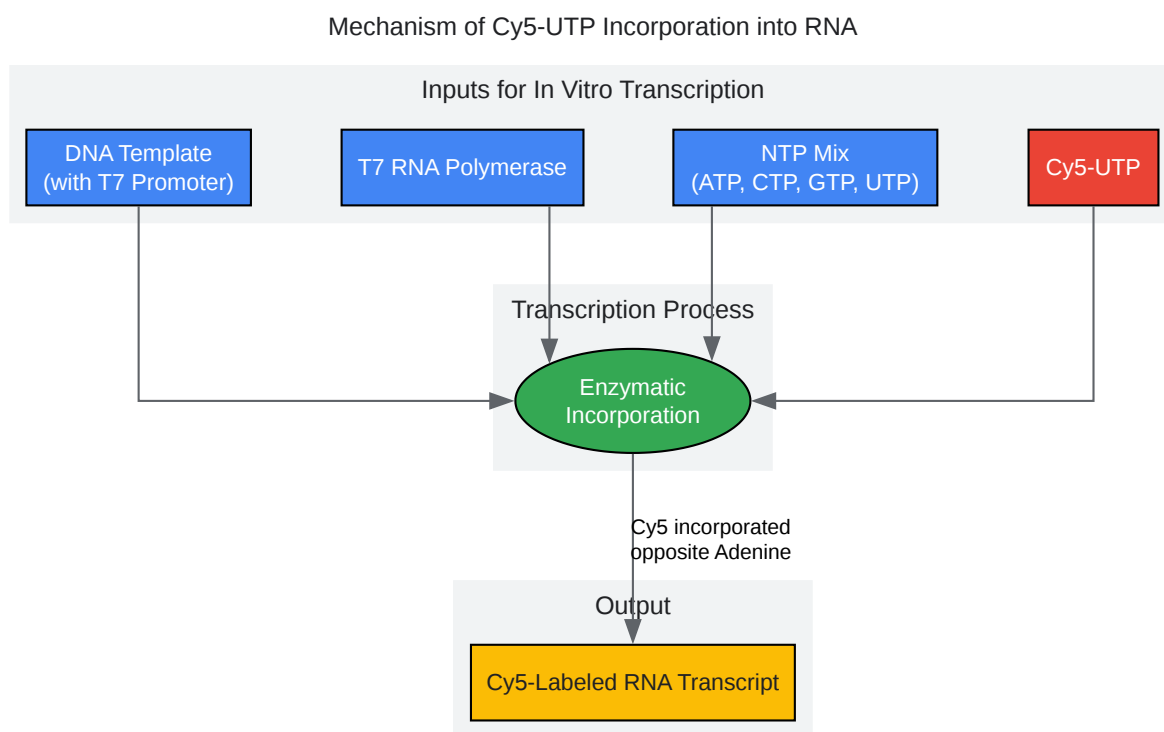 Mechanism of Cy5-UTP Incorporation into RNA
Inputs for In Vitro Transcription
DNA Template
(with T7 Promoter)
T7 RNA Polymerase
NTP Mix
(ATP, CTP, GTP, UTP)
Cy5-UTP
Transcription Process
Enzymatic
Incorporation
Cy5 incorporated
opposite Adenine
Output
Cy5-Labeled RNA Transcript